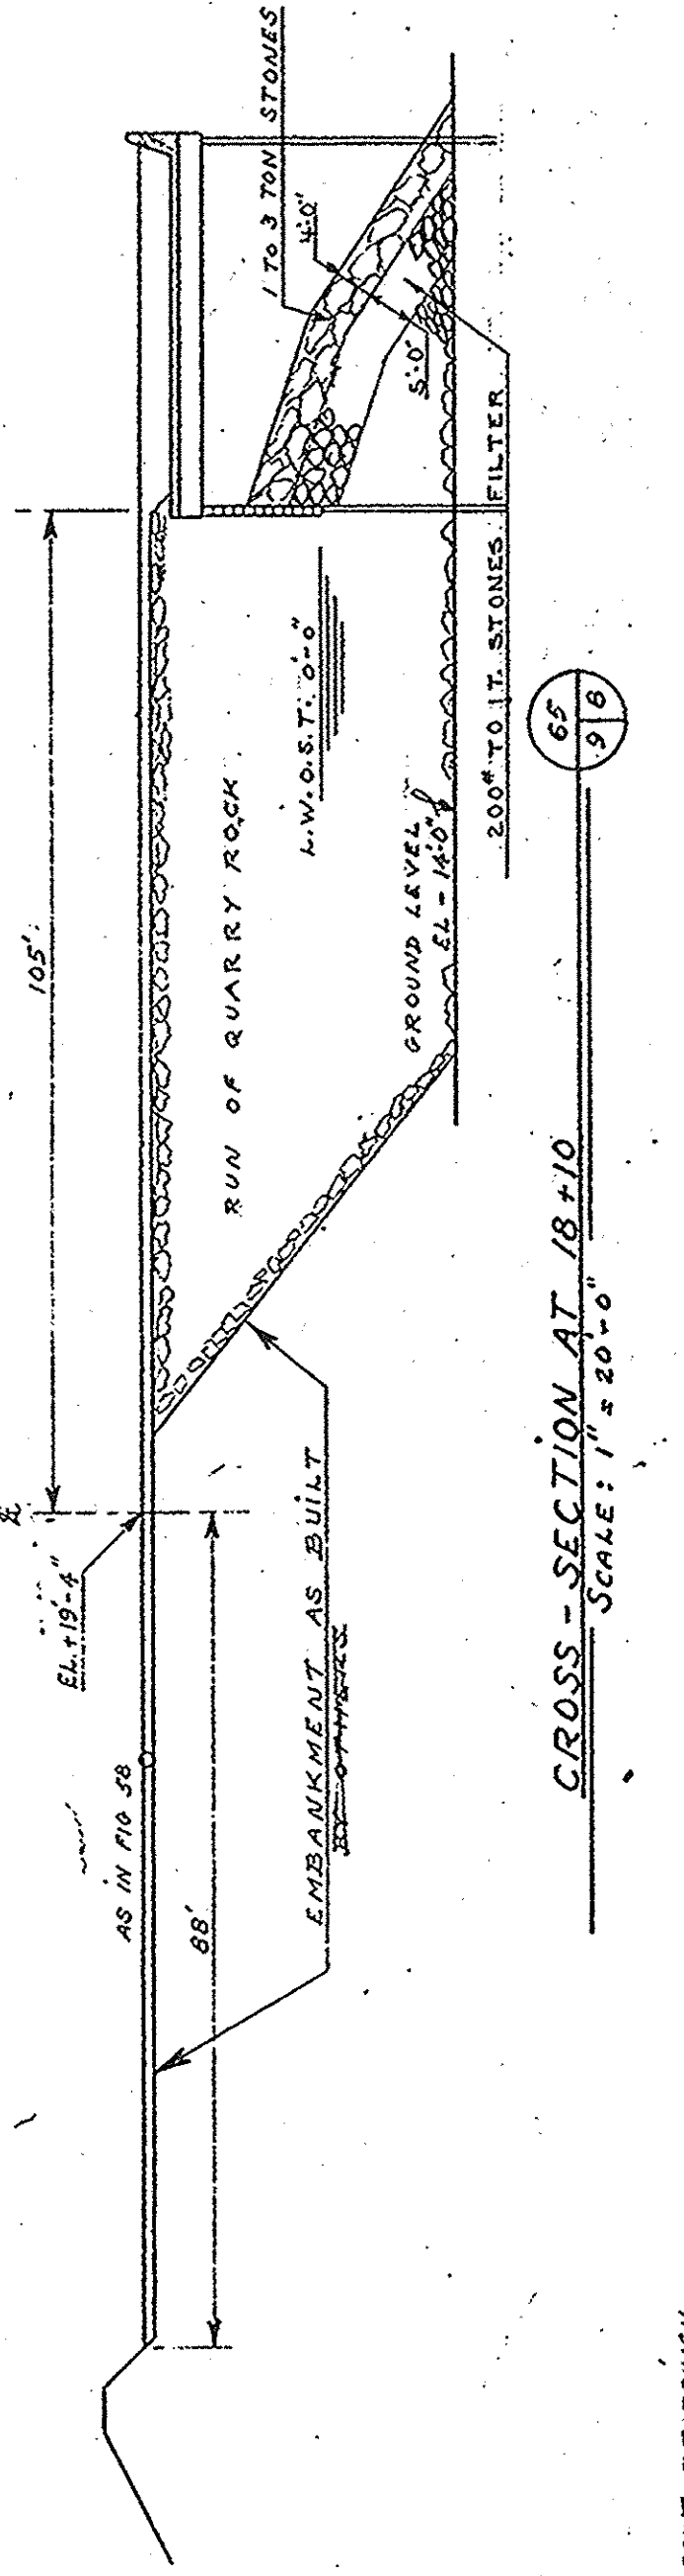 105'
℄
EL. +19'-4"
AS IN FIG 58
88'
RUN OF QUARRY ROCK
L.W.O.S.T. 0'-0"
1 TO 3 TON STONES
4'-0"
5'-0"
GROUND LEVEL
EL - 14'-0"
200# TO 1T. STONES FILTER
EMBANKMENT AS BUILT
BY OTHERS
CROSS-SECTION AT 18+10
SCALE: 1" = 20'-0"
65
9 8